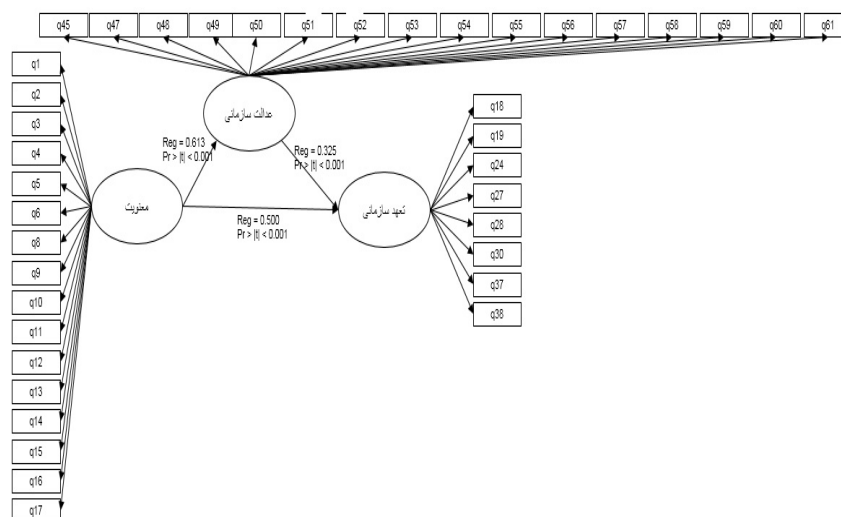 q45
q47
q48
q49
q50
q51
q52
q53
q54
q55
q56
q57
q58
q59
q60
q61
q1
q2
q3
q4
q5
q6
q8
q9
q10
q11
q12
q13
q14
q15
q16
q17
عدالت سازمانی
Reg = 0.613
Pr > |t| < 0.001
Reg = 0.325
Pr > |t| < 0.001
معنویت
Reg = 0.500
Pr > |t| < 0.001
تعهد سازمانی
q18
q19
q24
q27
q28
q30
q37
q38